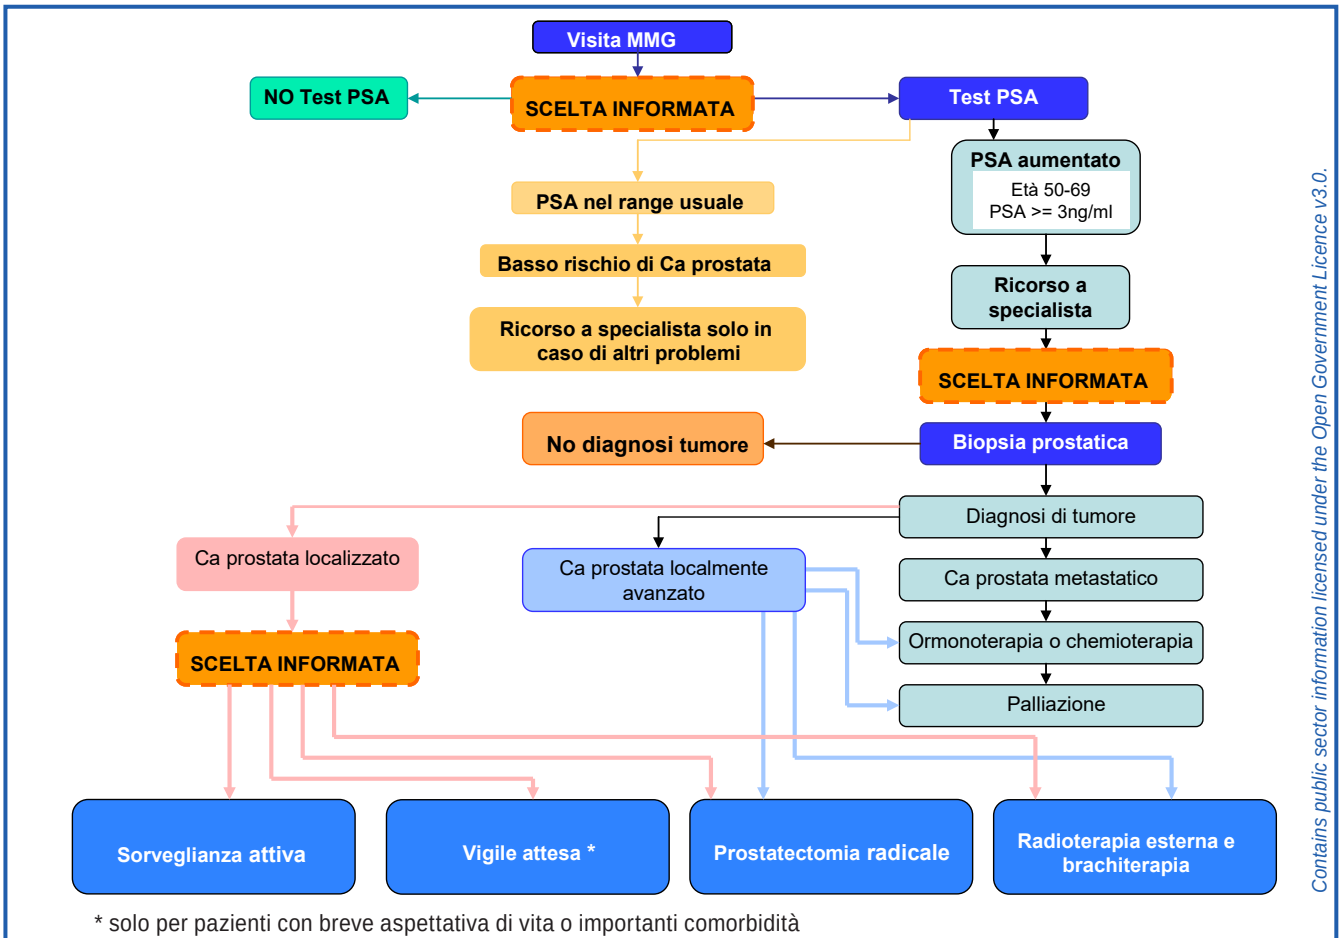 Visita MMG
NO Test PSA
SCELTA INFORMATA
Test PSA
PSA aumentato
Età 50-69
PSA >= 3ng/ml
PSA nel range usuale
Basso rischio di Ca prostata
Ricorso a specialista solo in
caso di altri problemi
Ricorso a
specialista
SCELTA INFORMATA
No diagnosi tumore
Biopsia prostatica
Diagnosi di tumore
Ca prostata localizzato
Ca prostata localmente
avanzato
Ca prostata metastatico
Ormonoterapia o chemioterapia
SCELTA INFORMATA
Palliazione
Sorveglianza attiva
Vigile attesa *
Prostatectomia radicale
Radioterapia esterna e
brachiterapia
* solo per pazienti con breve aspettativa di vita o importanti comorbidità
Contains public sector information licensed under the Open Government Licence v3.0.